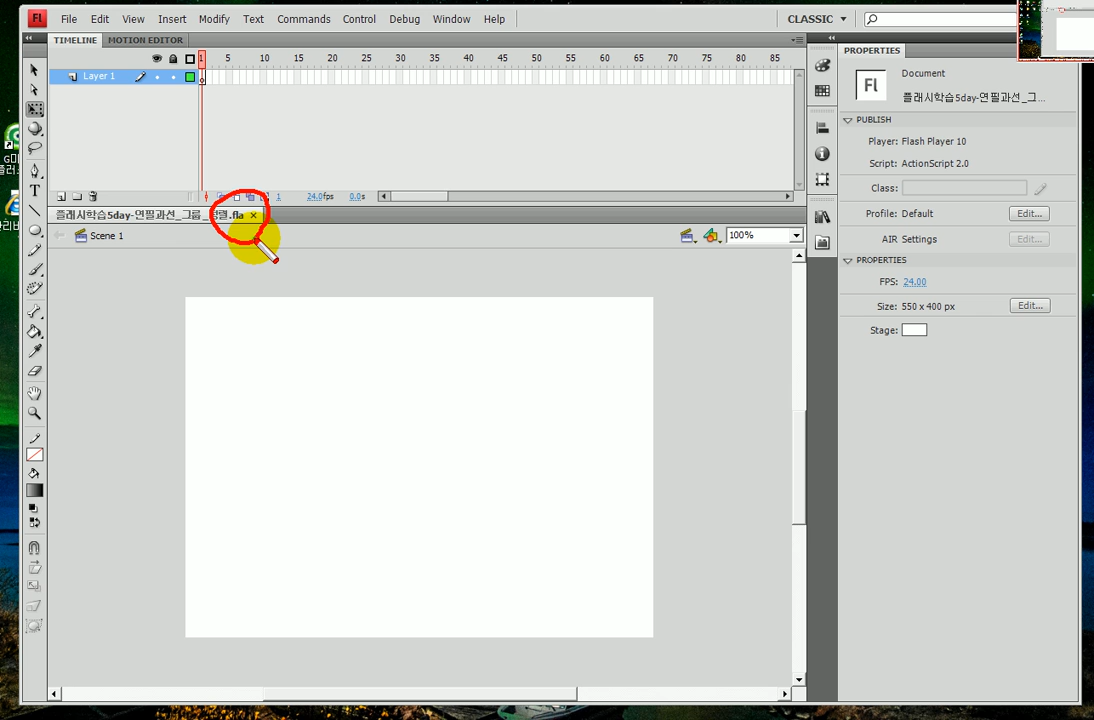 Fl File Edit View Insert Modify Text Commands Control Debug Window Help CLASSIC
TIMELINE MOTION EDITOR
1 5 10 15 20 25 30 35 40 45 50 55 60 65 70 75 80 85
Layer 1
1 24.0fps 0.0s
플래시학습5day-연필과선_그룹_정렬.fla
Scene 1
100%
PROPERTIES
Fl
Document
플래시학습5day-연필과선_그...
PUBLISH
Player: Flash Player 10
Script: ActionScript 2.0
Class:
Profile: Default Edit...
AIR Settings Edit...
PROPERTIES
FPS: 24.00
Size: 550 x 400 px Edit...
Stage:
T